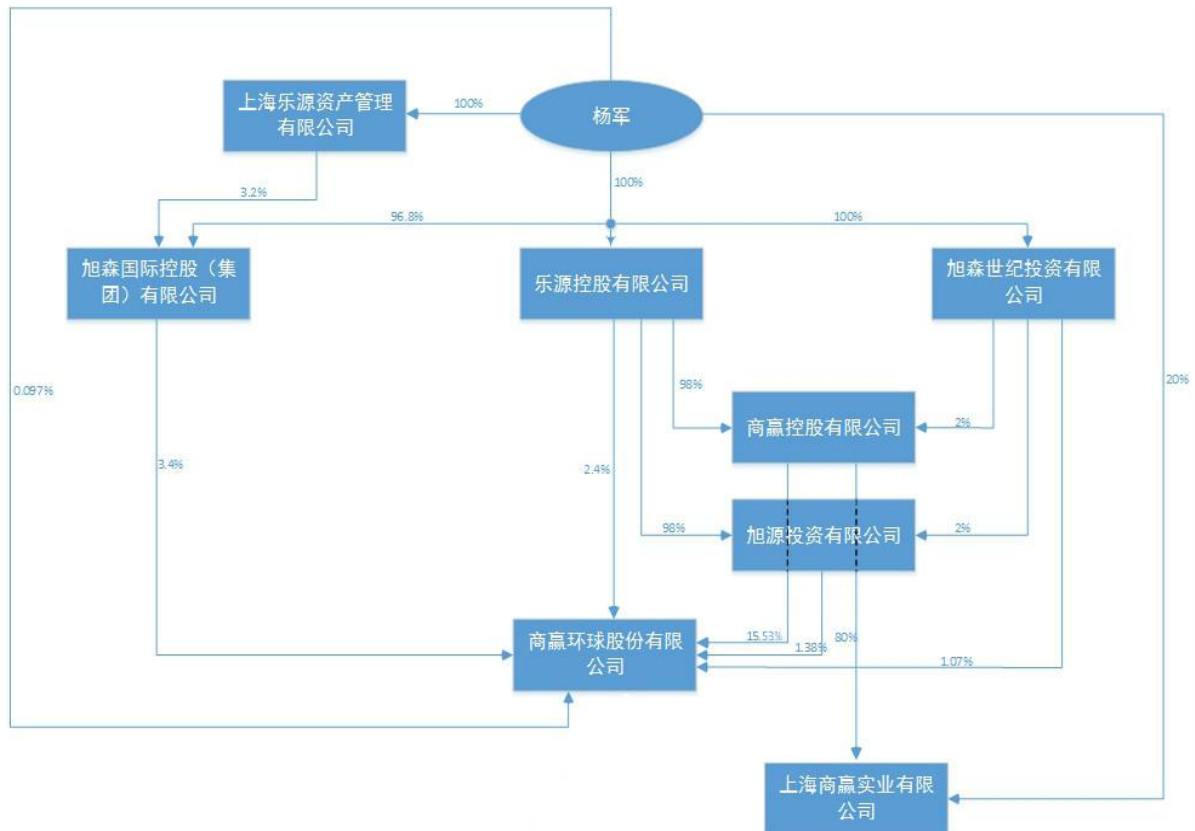 上海乐源资产管理
有限公司
100%
杨军
100%
3.2%
96.8%
100%
旭森国际控股（集
团）有限公司
乐源控股有限公司
旭森世纪投资有限
公司
0.097%
98%
20%
商赢控股有限公司
2%
3.4%
2.4%
98%
旭源投资有限公司
2%
商赢环球股份有限
公司
15.53%
80%
1.38%
1.07%
上海商赢实业有限
公司